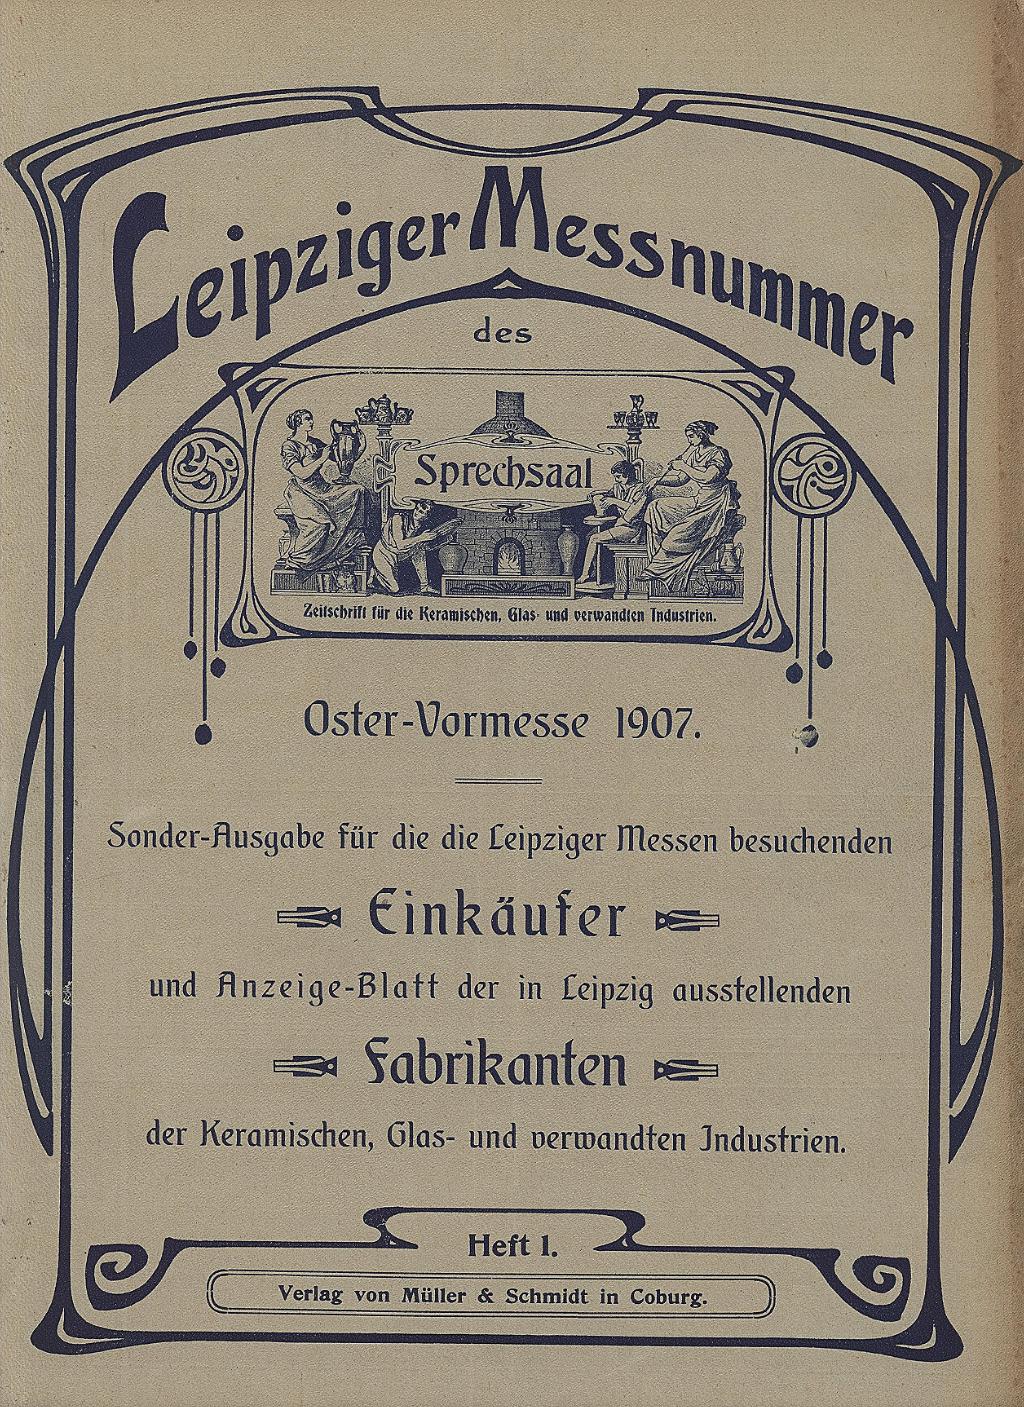 Leipziger Messnummer
des
Sprechsaal
Zeitschrift für die Keramischen, Glas- und verwandten Industrien.
Oster-Vormesse 1907.
Sonder-Ausgabe für die die Leipziger Messen besuchenden
Einkäufer
und Anzeige-Blatt der in Leipzig ausstellenden
Fabrikanten
der Keramischen, Glas- und verwandten Industrien.
Heft 1.
Verlag von Müller & Schmidt in Coburg.